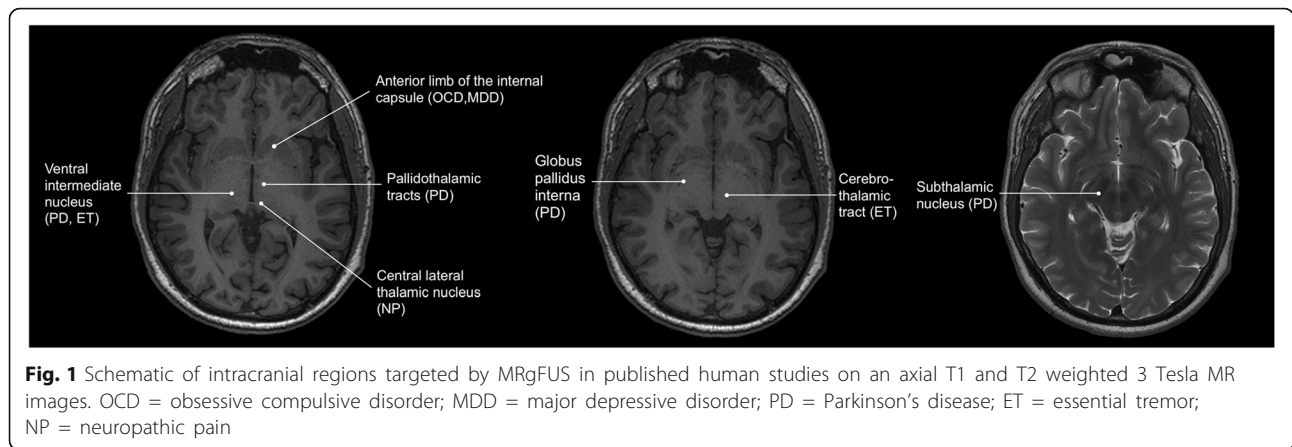 Anterior limb of the internal
capsule (OCD,MDD)
Ventral
intermediate
nucleus
(PD, ET)
Pallidothalamic
tracts (PD)
Central lateral
thalamic nucleus
(NP)
Globus
pallidus
interna
(PD)
Cerebro-
thalamic
tract (ET)
Subthalamic
nucleus (PD)
Fig. 1 Schematic of intracranial regions targeted by MRgFUS in published human studies on an axial T1 and T2 weighted 3 Tesla MR
images. OCD = obsessive compulsive disorder; MDD = major depressive disorder; PD = Parkinson's disease; ET = essential tremor;
NP = neuropathic pain